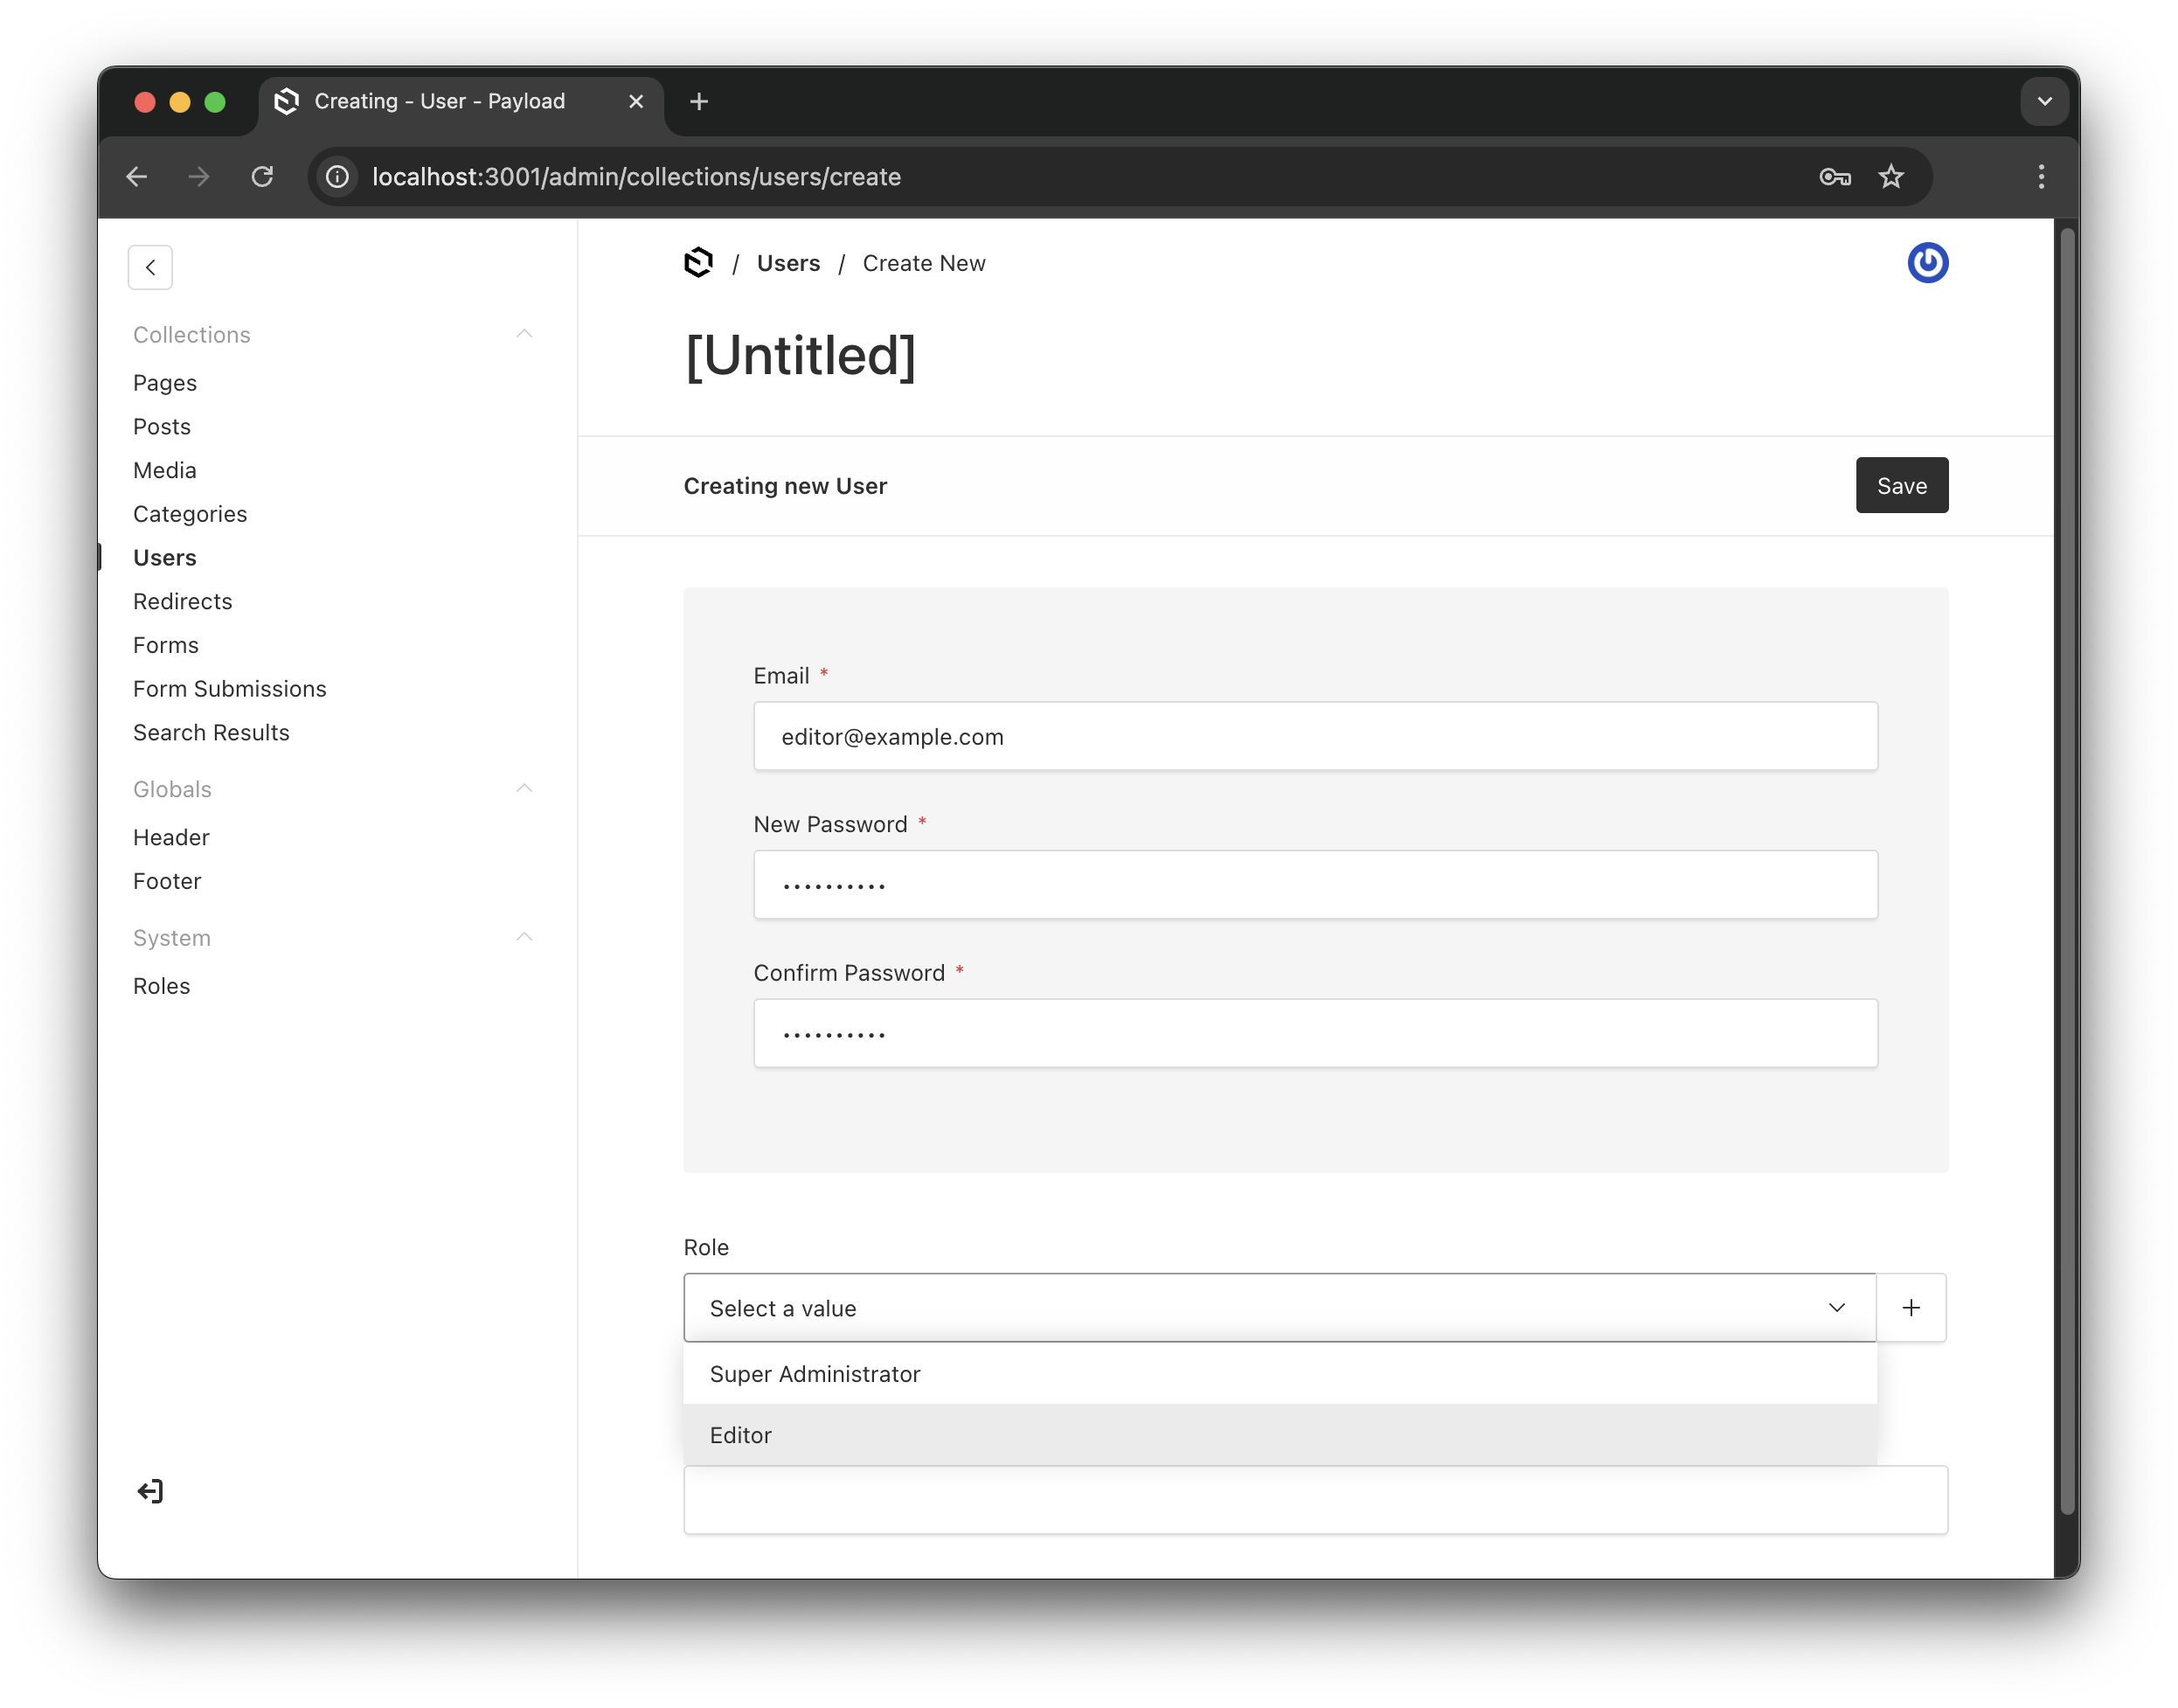 Creating - User - Payload
localhost:3001/admin/collections/users/create
/ Users / Create New
Collections
Pages
Posts
Media
Categories
Users
Redirects
Forms
Form Submissions
Search Results
Globals
Header
Footer
System
Roles
[Untitled]
Creating new User
Save
Email *
editor@example.com
New Password *
••••••••••
Confirm Password *
••••••••••
Role
Select a value
Super Administrator
Editor